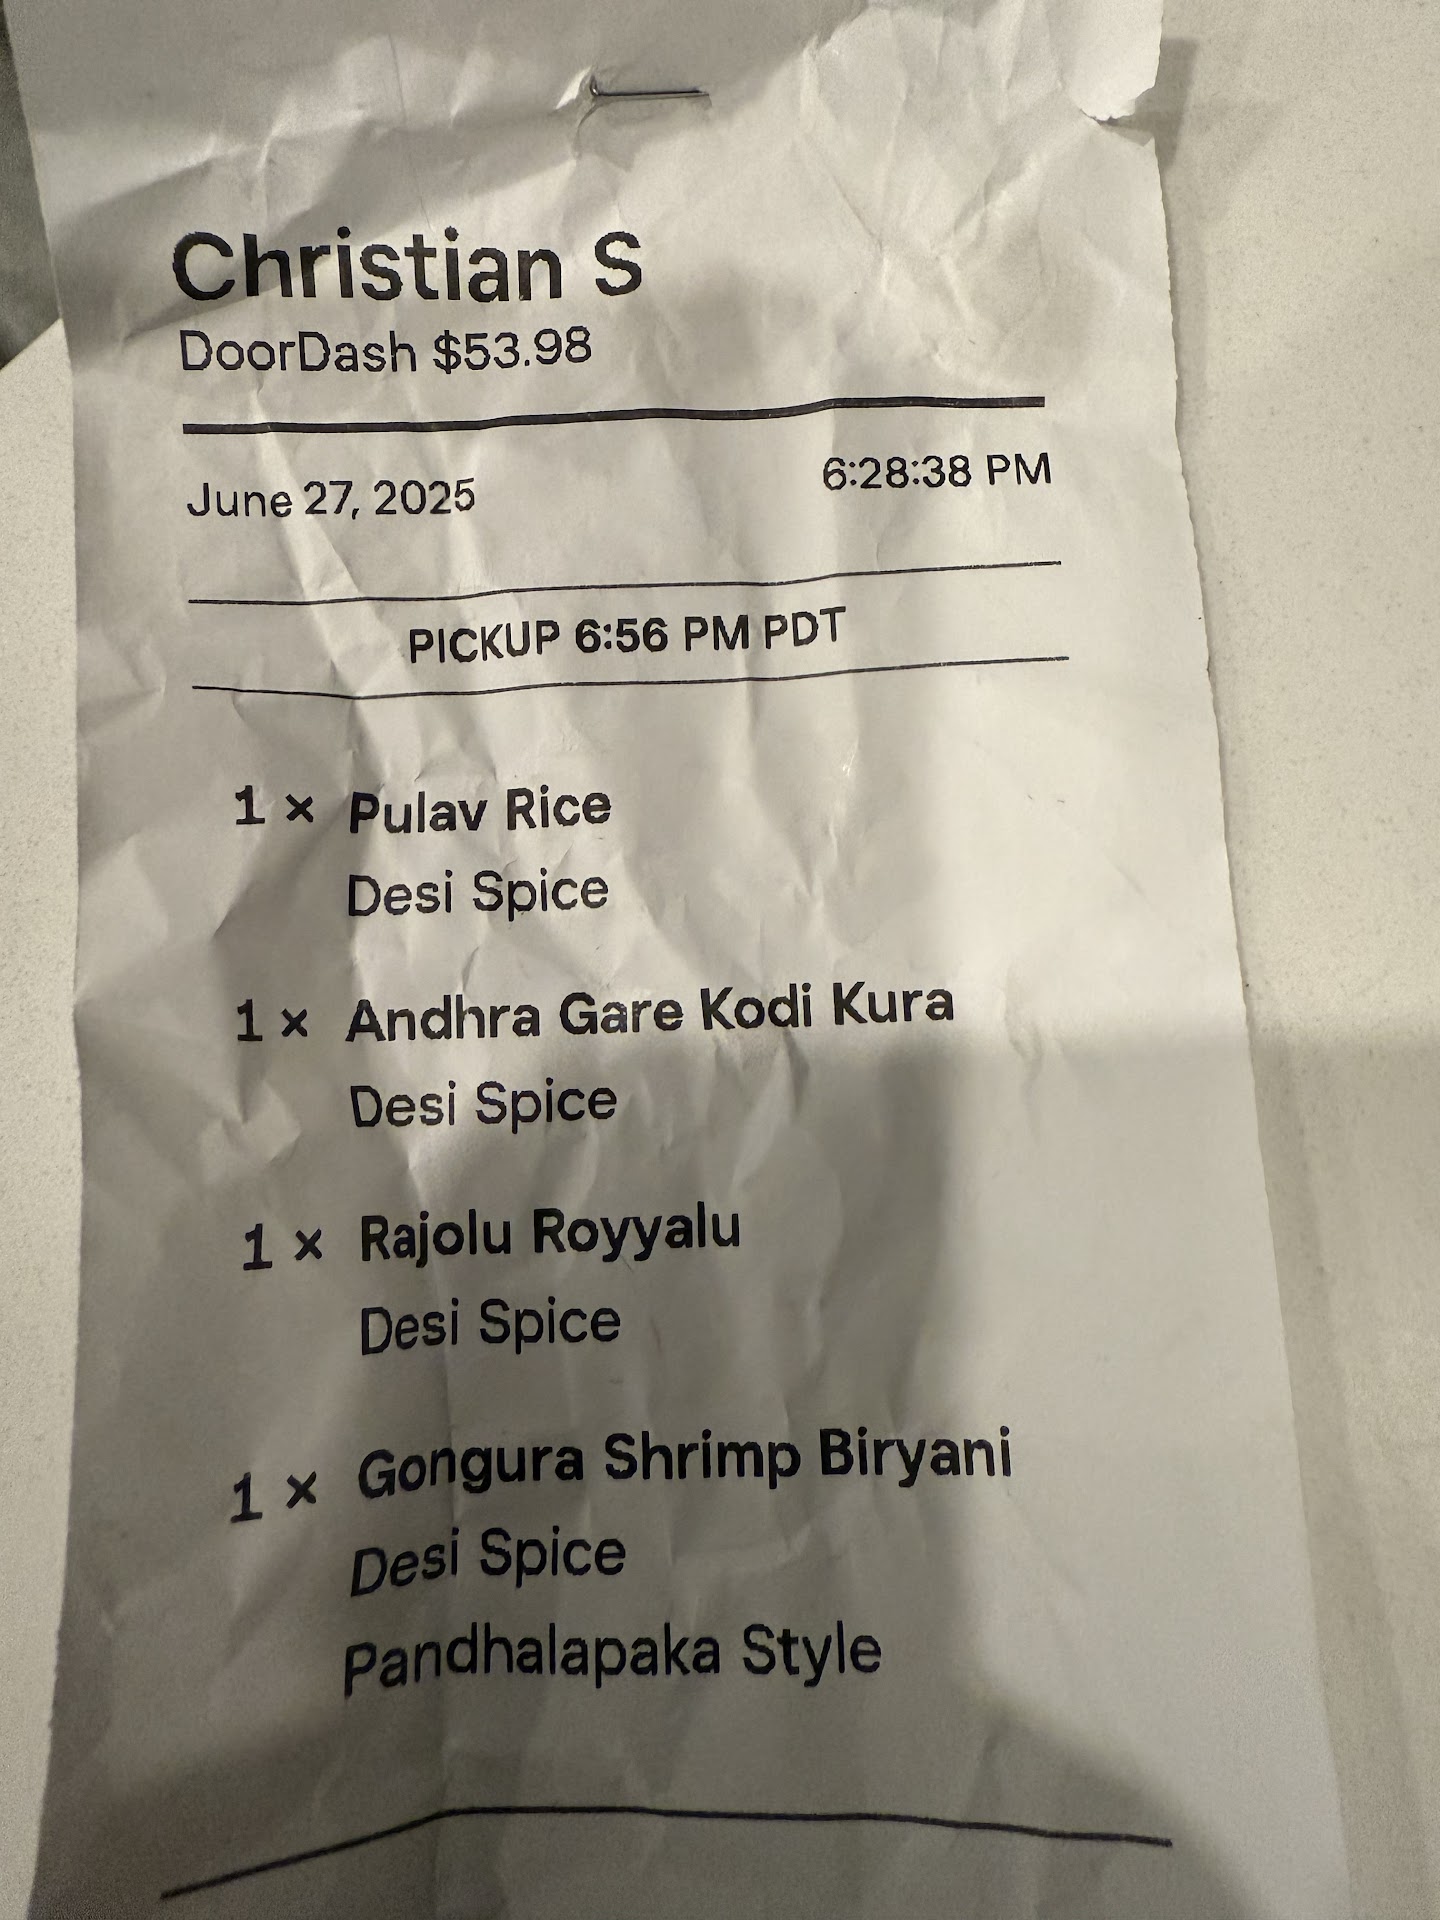 Christian S
DoorDash $53.98
June 27, 2025 6:28:38 PM
PICKUP 6:56 PM PDT
1 × Pulav Rice
Desi Spice
1 × Andhra Gare Kodi Kura
Desi Spice
1 × Rajolu Royyalu
Desi Spice
1 × Gongura Shrimp Biryani
Desi Spice
Pandhalapaka Style